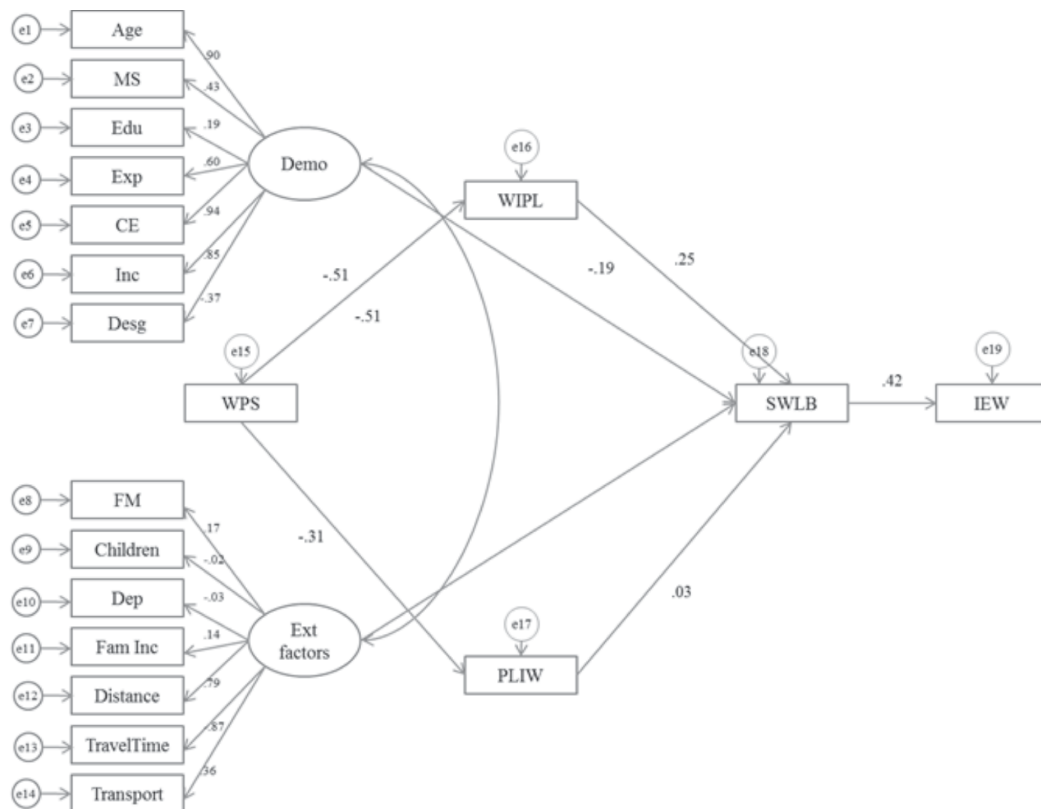 e1
Age
.90
e2
MS
.43
e3
Edu
.19
e4
Exp
.60
e5
CE
.94
e6
Inc
.85
e7
Desg
-.37
Demo
e16
WIPL
-.51
-.51
-.19
.25
e15
WPS
e18
SWLB
.42
e19
IEW
e8
FM
.17
e9
Children
-.02
e10
Dep
-.03
e11
Fam Inc
.14
e12
Distance
.79
e13
TravelTime
-.87
e14
Transport
.36
Ext
factors
-.31
e17
PLIW
.03